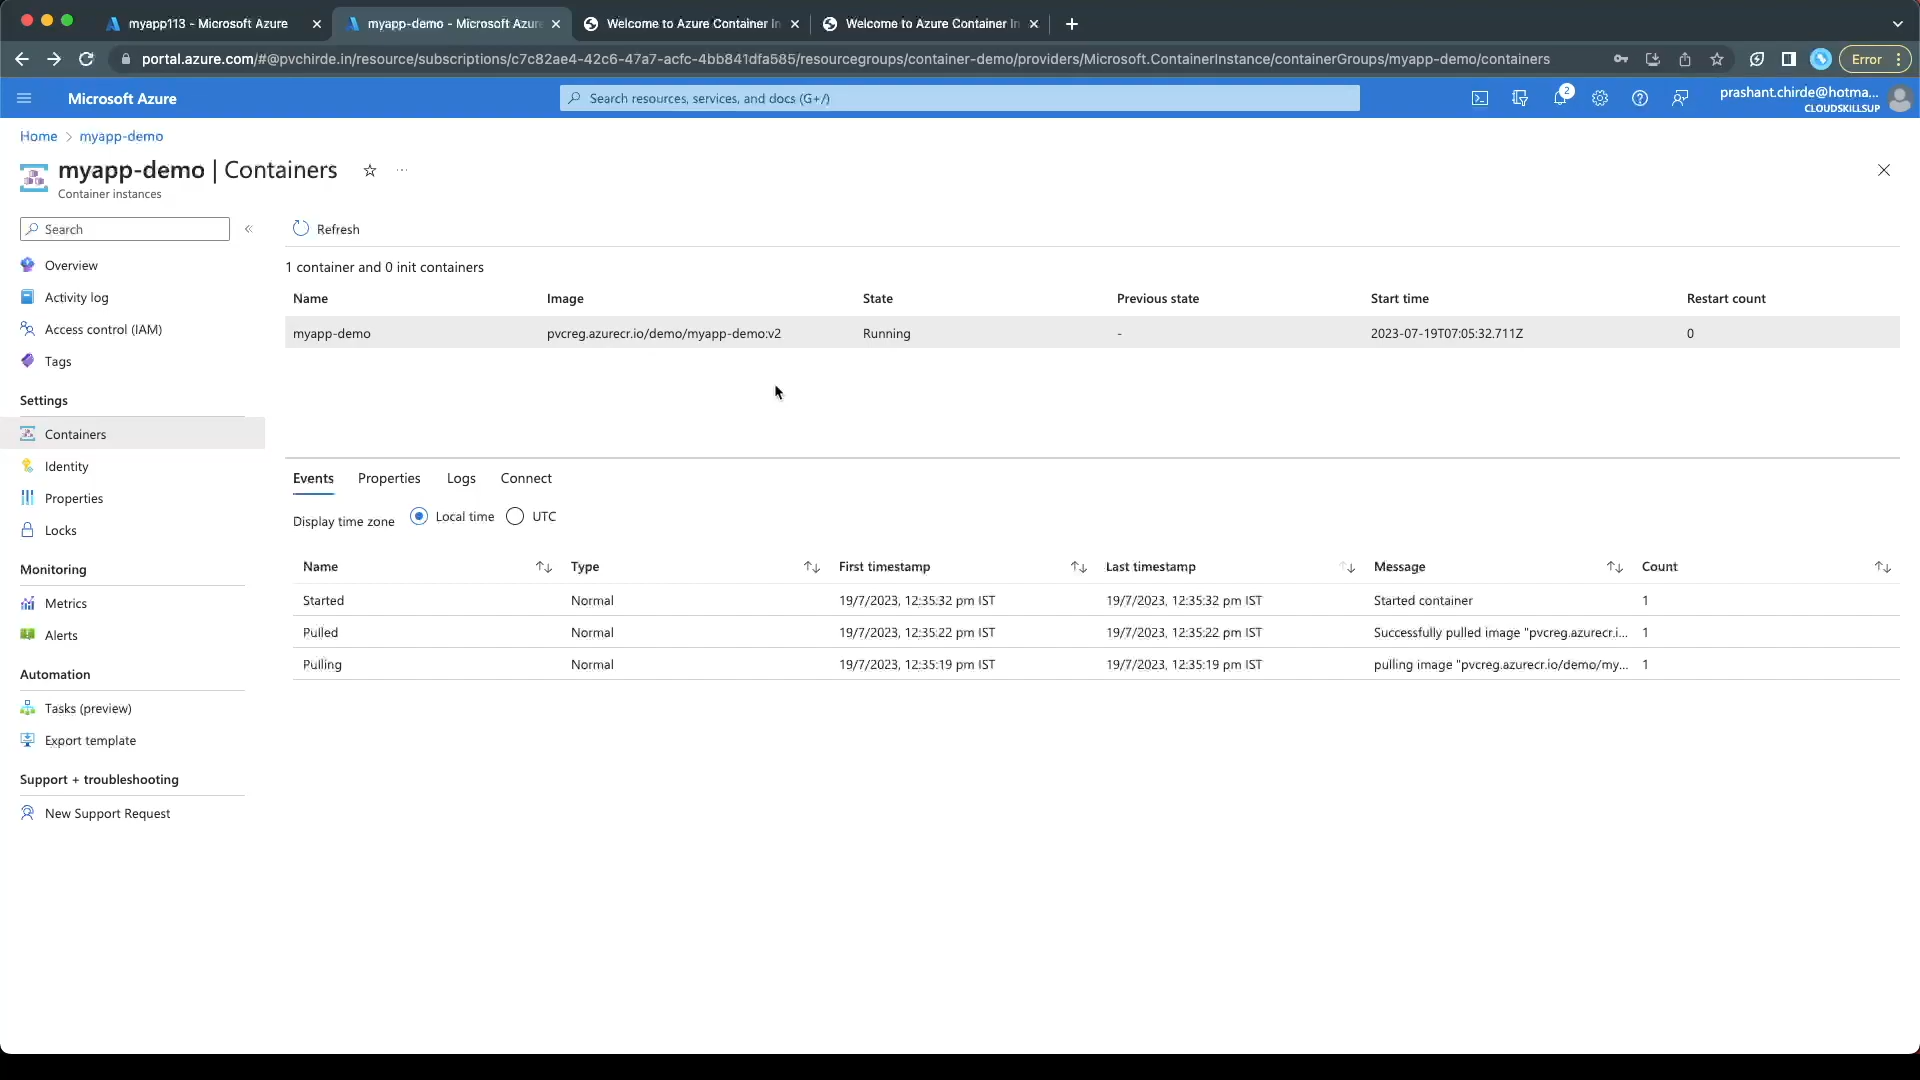 myapp113 - Microsoft Azure
myapp-demo - Microsoft Azure
Welcome to Azure Container In
Welcome to Azure Container In
portal.azure.com/#@pvchirde.in/resource/subscriptions/c7c82ae4-42c6-47a7-acfc-4bb841dfa585/resourcegroups/container-demo/providers/Microsoft.ContainerInstance/containerGroups/myapp-demo/containers
Error
Microsoft Azure
Search resources, services, and docs (G+/)
2
prashant.chirde@hotma...
CLOUDSKILLSUP
Home > myapp-demo
myapp-demo | Containers
Container instances
Search
Refresh
Overview
Activity log
Access control (IAM)
Tags
Settings
Containers
Identity
Properties
Locks
Monitoring
Metrics
Alerts
Automation
Tasks (preview)
Export template
Support + troubleshooting
New Support Request
1 container and 0 init containers
Name Image State Previous state Start time Restart count
myapp-demo pvcreg.azurecr.io/demo/myapp-demo:v2 Running - 2023-07-19T07:05:32.711Z 0
Events Properties Logs Connect
Display time zone Local time UTC
Name Type First timestamp Last timestamp Message Count
Started Normal 19/7/2023, 12:35:32 pm IST 19/7/2023, 12:35:32 pm IST Started container 1
Pulled Normal 19/7/2023, 12:35:22 pm IST 19/7/2023, 12:35:22 pm IST Successfully pulled image "pvcreg.azurecr.i... 1
Pulling Normal 19/7/2023, 12:35:19 pm IST 19/7/2023, 12:35:19 pm IST pulling image "pvcreg.azurecr.io/demo/my... 1